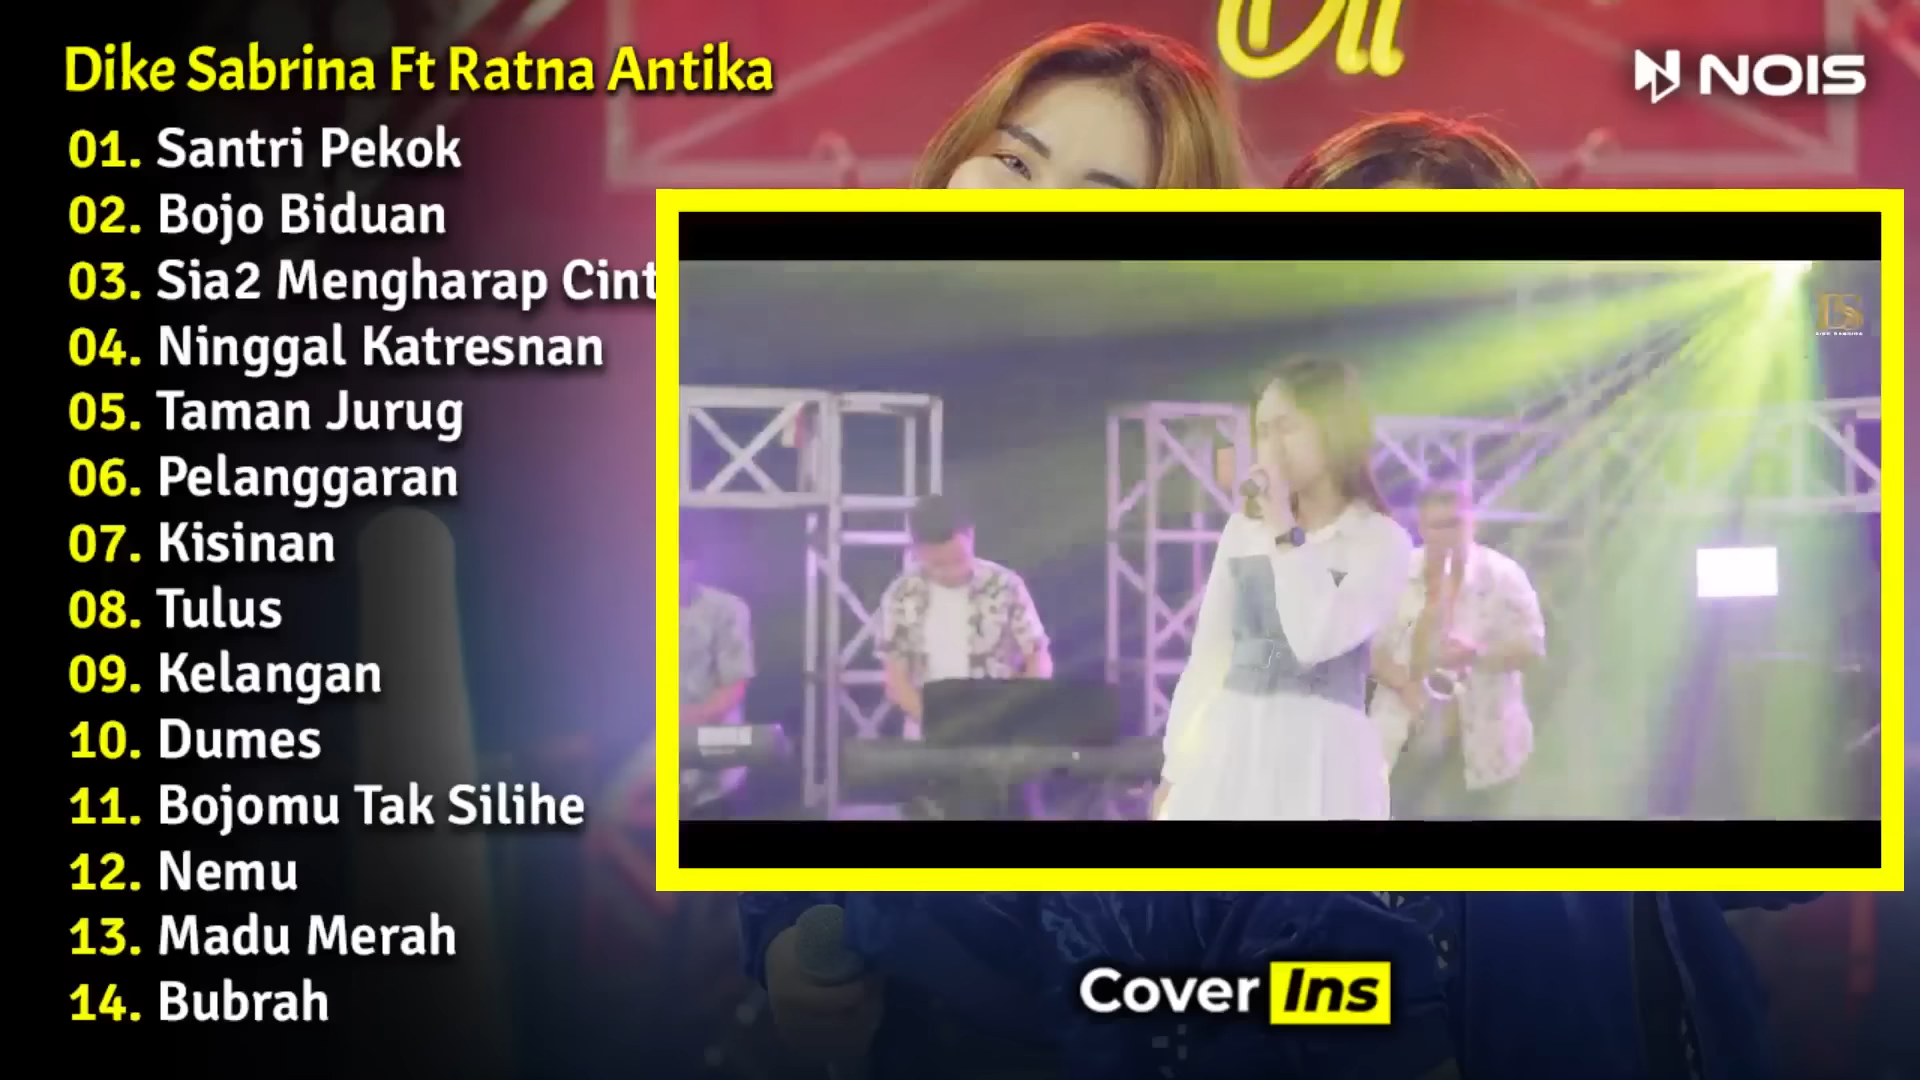 Dike Sabrina Ft Ratna Antika
NOIS
01. Santri Pekok
02. Bojo Biduan
03. Sia2 Mengharap Cint
04. Ninggal Katresnan
05. Taman Jurug
06. Pelanggaran
07. Kisinan
08. Tulus
09. Kelangan
10. Dumes
11. Bojomu Tak Silihe
12. Nemu
13. Madu Merah
14. Bubrah
DS
Cover Ins